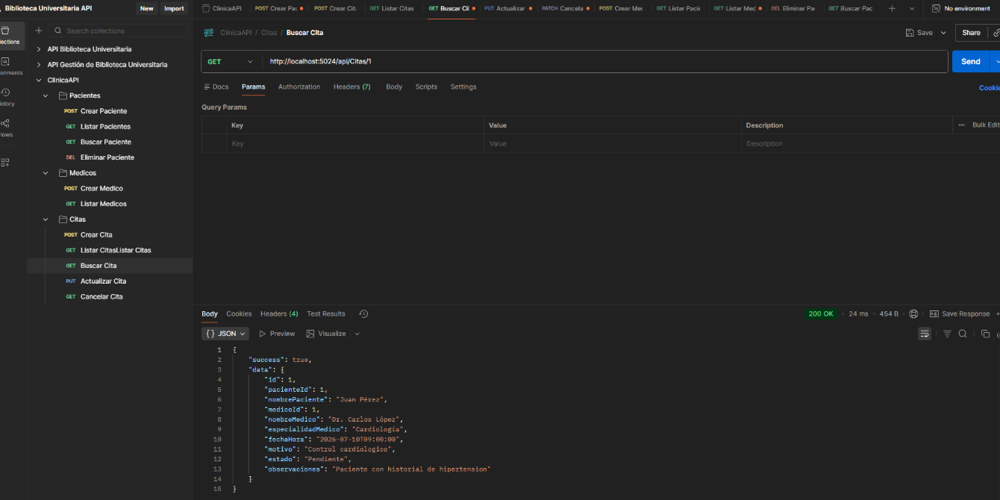 Biblioteca Universitaria API
New
Import
ClinicaAPI
POST Crear Pac
POST Crear Cita
GET Listar Citas
GET Buscar Cit
PUT Actualizar
PATCH Cancela
POST Crear Mec
GET Listar Paci
GET Listar Med
DEL Eliminar Pa
GET Buscar Pac
No environment
Search collections
ClinicaAPI / Citas / Buscar Cita
Save
Share
API Biblioteca Universitaria
API Gestión de Biblioteca Universitaria
ClinicaAPI
Pacientes
POST Crear Paciente
GET Listar Pacientes
GET Buscar Paciente
DEL Eliminar Paciente
Medicos
POST Crear Medico
GET Listar Medicos
Citas
POST Crear Cita
GET Listar CitasListar Citas
GET Buscar Cita
PUT Actualizar Cita
GET Cancelar Cita
GET
http://localhost:5024/api/Citas/1
Send
Docs
Params
Authorization
Headers (7)
Body
Scripts
Settings
Cookie
Query Params
Key
Value
Description
Bulk Edit
Key
Value
Description
Body
Cookies
Headers (4)
Test Results
200 OK
24 ms
454 B
Save Response
{} JSON
Preview
Visualize
1 {
2 "success": true,
3 "data": {
4 "id": 1,
5 "pacienteId": 1,
6 "nombrePaciente": "Juan Pérez",
7 "medicoId": 1,
8 "nombreMedico": "Dr. Carlos López",
9 "especialidadMedico": "Cardiología",
10 "fechaHora": "2026-07-10T09:00:00",
11 "motivo": "Control cardiologico",
12 "estado": "Pendiente",
13 "observaciones": "Paciente con historial de hipertension"
14 }
15 }